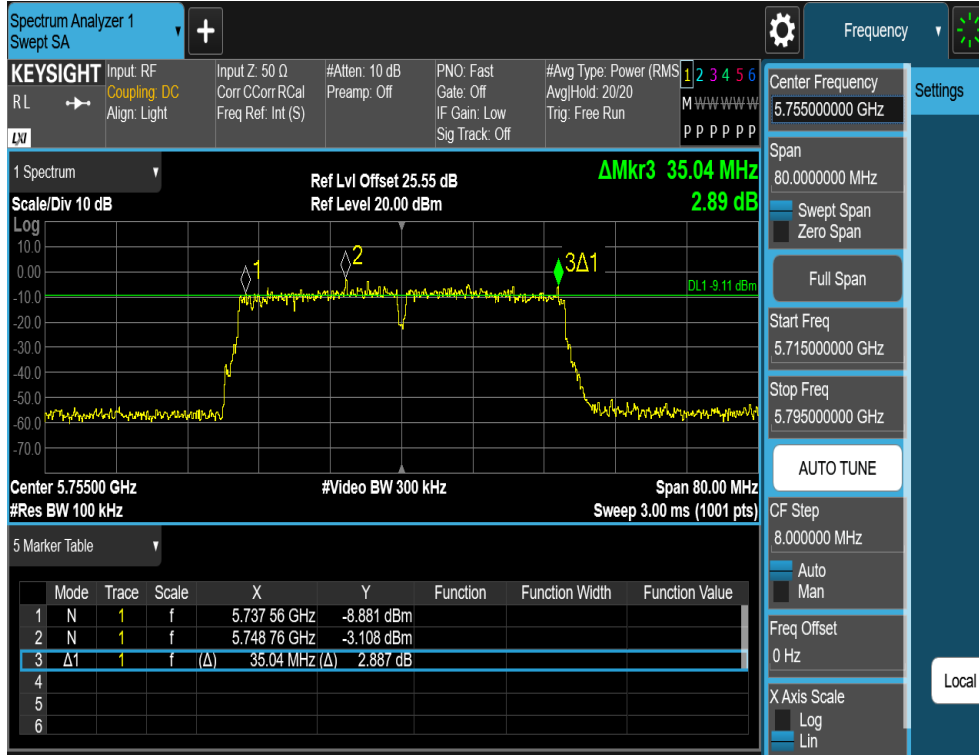 Spectrum Analyzer 1
Swept SA
Frequency
KEYSIGHT
RL
LXI
Input: RF
Coupling: DC
Align: Light
Input Z: 50 Ω
Corr CCorr RCal
Freq Ref: Int (S)
#Atten: 10 dB
Preamp: Off
PNO: Fast
Gate: Off
IF Gain: Low
Sig Track: Off
#Avg Type: Power (RMS
Avg|Hold: 20/20
Trig: Free Run
1 2 3 4 5 6
M W W W W W
P P P P P P
Center Frequency
5.755000000 GHz
Settings
1 Spectrum
Scale/Div 10 dB
Ref Lvl Offset 25.55 dB
Ref Level 20.00 dBm
ΔMkr3 35.04 MHz
2.89 dB
Log
10.0
0.00
-10.0
-20.0
-30.0
-40.0
-50.0
-60.0
-70.0
1
2
3Δ1
DL1 -9.11 dBm
Center 5.75500 GHz
#Res BW 100 kHz
#Video BW 300 kHz
Span 80.00 MHz
Sweep 3.00 ms (1001 pts)
Span
80.0000000 MHz
Swept Span
Zero Span
Full Span
Start Freq
5.715000000 GHz
Stop Freq
5.795000000 GHz
AUTO TUNE
CF Step
8.000000 MHz
Auto
Man
Freq Offset
0 Hz
X Axis Scale
Log
Lin
Local
5 Marker Table
Mode Trace Scale X Y Function Function Width Function Value
1 N 1 f 5.737 56 GHz -8.881 dBm
2 N 1 f 5.748 76 GHz -3.108 dBm
3 Δ1 1 f (Δ) 35.04 MHz (Δ) 2.887 dB
4
5
6